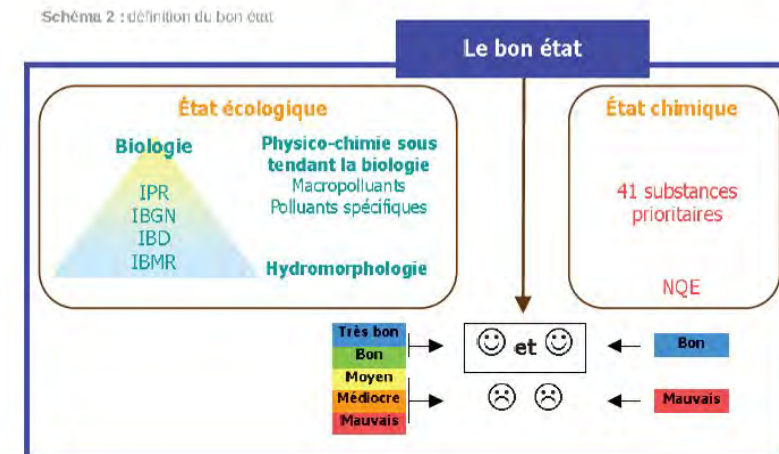 Schéma 2 : définition du bon état
Le bon état
État écologique
Biologie
IPR
IBGN
IBD
IBMR
Physico-chimie sous
tendant la biologie
Macropolluants
Polluants spécifiques
Hydromorphologie
État chimique
41 substances
prioritaires
NQE
Très bon
Bon
Moyen
Médiocre
Mauvais
et
Bon
Mauvais